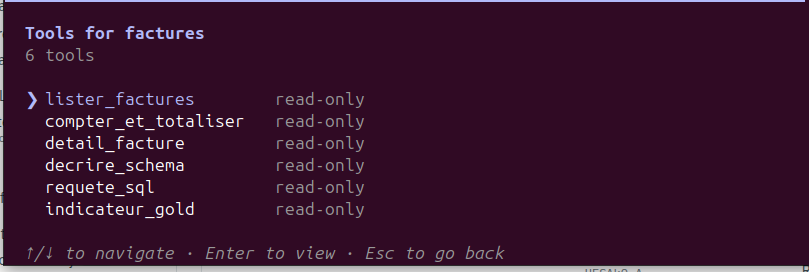 Tools for factures
6 tools
❯ lister_factures read-only
compter_et_totaliser read-only
detail_facture read-only
decrire_schema read-only
requete_sql read-only
indicateur_gold read-only
↑/↓ to navigate · Enter to view · Esc to go back